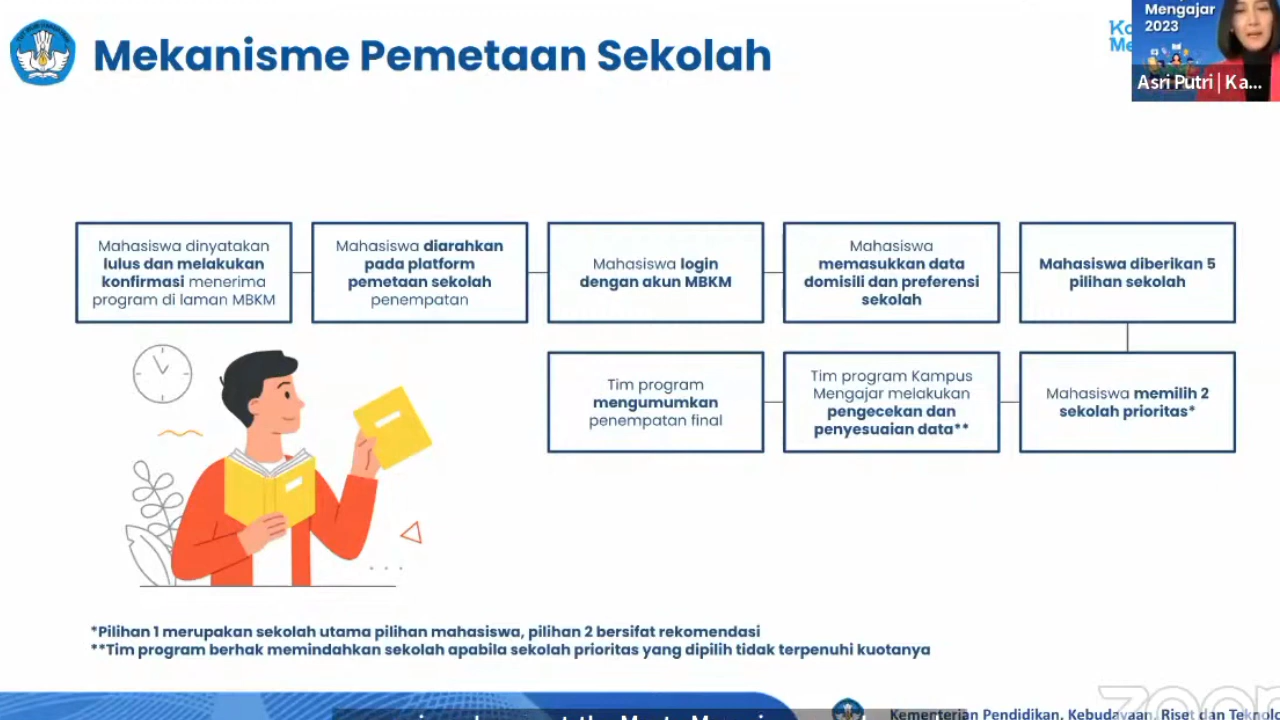 Mekanisme Pemetaan Sekolah
Mengajar
2023
Asri Putri | Ka...
Mahasiswa dinyatakan
lulus dan melakukan
konfirmasi menerima
program di laman MBKM
Mahasiswa diarahkan
pada platform
pemetaan sekolah
penempatan
Mahasiswa login
dengan akun MBKM
Mahasiswa
memasukkan data
domisili dan preferensi
sekolah
Mahasiswa diberikan 5
pilihan sekolah
Mahasiswa memilih 2
sekolah prioritas*
Tim program Kampus
Mengajar melakukan
pengecekan dan
penyesuaian data**
Tim program
mengumumkan
penempatan final
*Pilihan 1 merupakan sekolah utama pilihan mahasiswa, pilihan 2 bersifat rekomendasi
**Tim program berhak memindahkan sekolah apabila sekolah prioritas yang dipilih tidak terpenuhi kuotanya
zoom
Kementerian Pendidikan, Kebudayaan, Riset dan Teknol